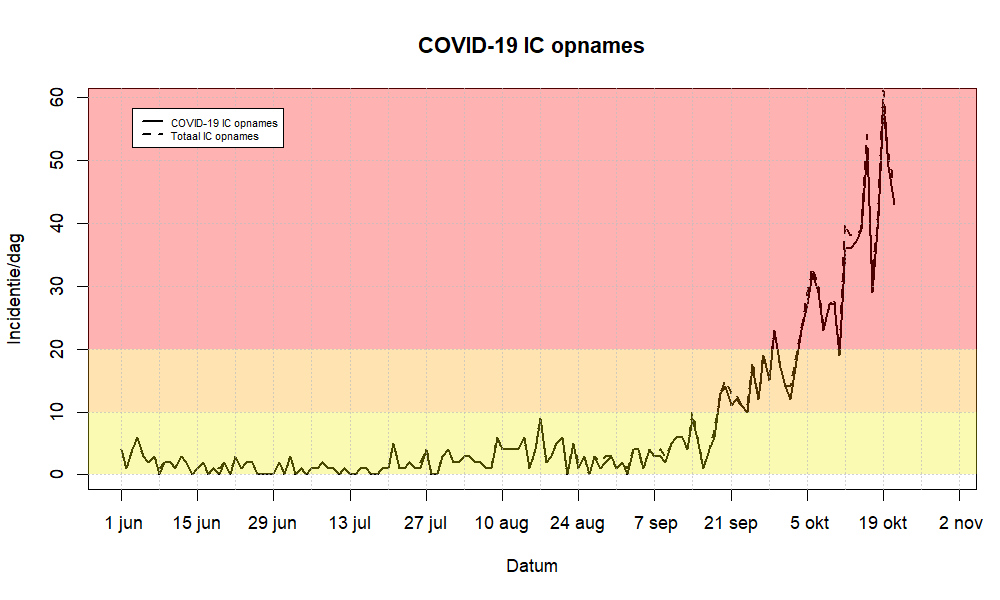 COVID-19 IC opnames
COVID-19 IC opnames
Totaal IC opnames
Incidentie/dag
60
50
40
30
20
10
0
1 jun 15 jun 29 jun 13 jul 27 jul 10 aug 24 aug 7 sep 21 sep 5 okt 19 okt 2 nov
Datum